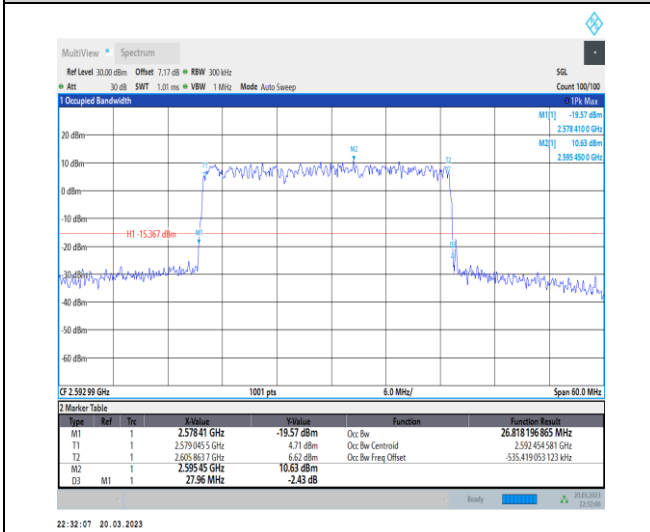 MultiView Spectrum
Ref Level 30.00 dBm Offset 7.17 dB RBW 300 kHz SGL
Att 30 dB SWT 1.01 ms VBW 1 MHz Mode Auto Sweep Count 100/100
1 Occupied Bandwidth 1Pk Max
M1[1] -19.57 dBm
2.578 410 0 GHz
M2[1] 10.63 dBm
2.595 450 0 GHz
20 dBm
M2
T1 T2
10 dBm
0 dBm
-10 dBm
H1 -15.367 dBm
M1
-20 dBm
D3
-30 dBm
-40 dBm
-50 dBm
-60 dBm
CF 2.592 99 GHz 1001 pts 6.0 MHz/ Span 60.0 MHz
2 Marker Table
Type Ref Trc X-Value Y-Value Function Function Result
M1 1 2.578 41 GHz -19.57 dBm Occ Bw 26.818 196 865 MHz
T1 1 2.579 045 5 GHz 4.71 dBm Occ Bw Centroid 2.592 454 581 GHz
T2 1 2.605 863 7 GHz 6.62 dBm Occ Bw Freq Offset -535.419 053 123 kHz
M2 1 2.595 45 GHz 10.63 dBm
D3 M1 1 27.96 MHz -2.43 dB
Ready 20.03.2023
22:32:06
22:32:07 20.03.2023